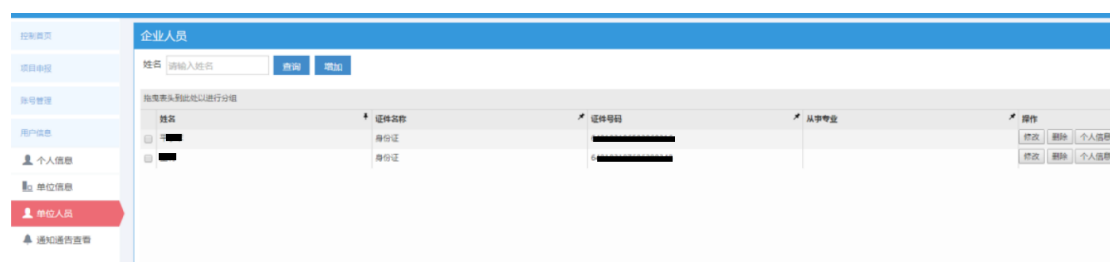 控制首页
项目申报
账号管理
用户信息
个人信息
单位信息
单位人员
通知通告查看
企业人员
姓名 请输入姓名 查询 增加
拖拽表头到此处以进行分组
姓名 证件名称 证件号码 从事专业 操作
身份证 修改 删除 个人信息
身份证 6 修改 删除 个人信息